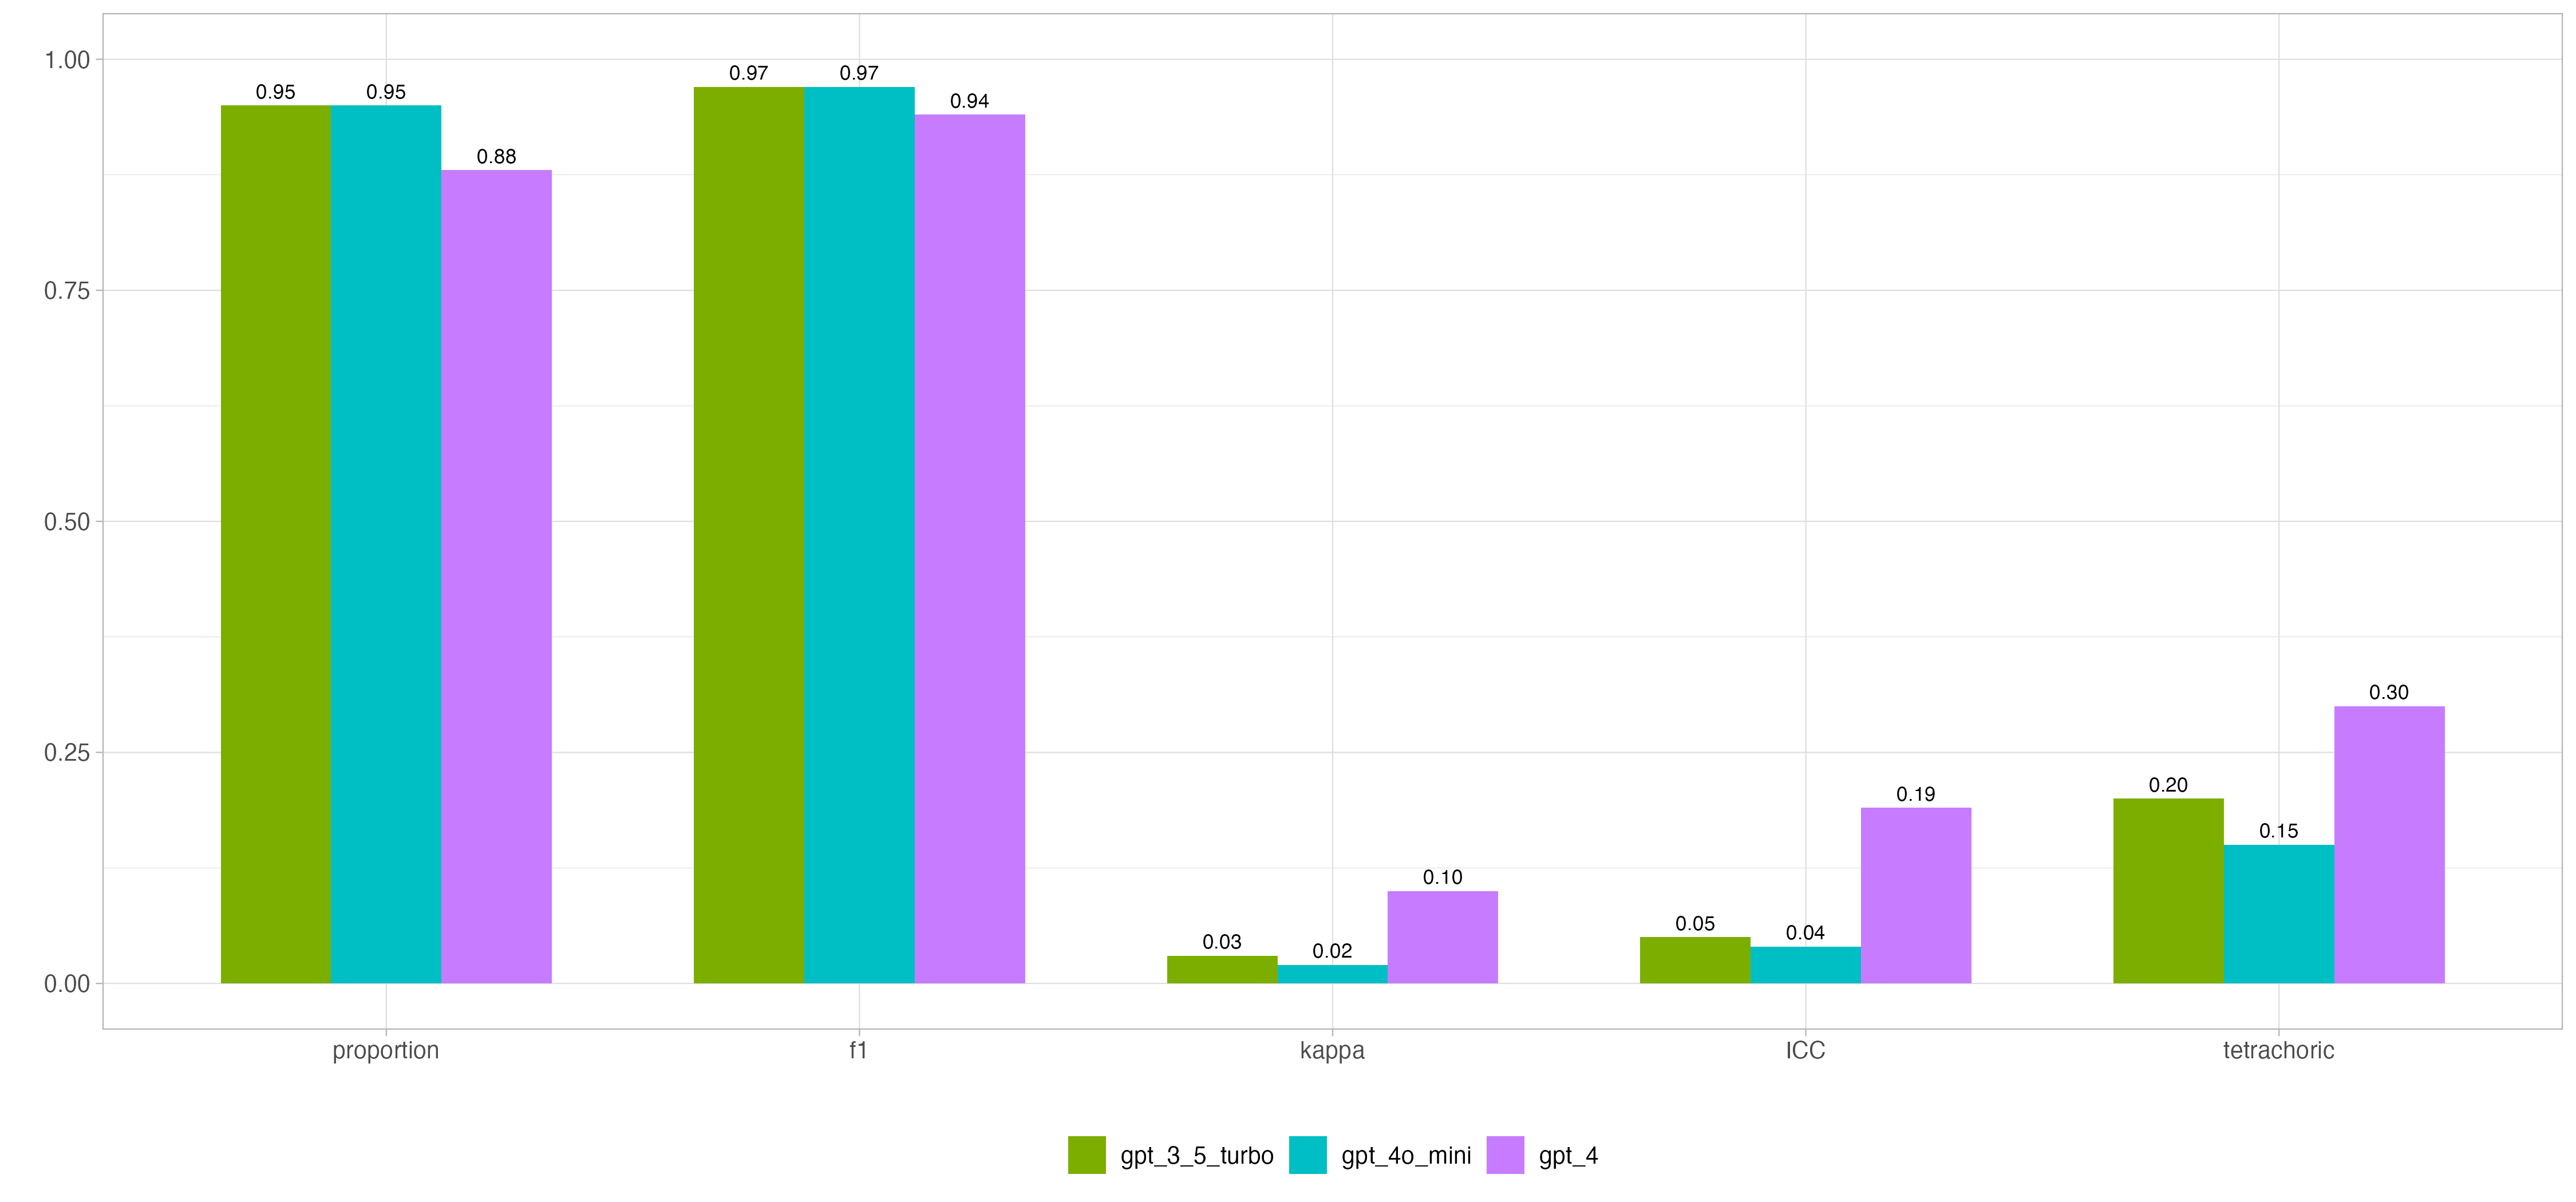 1.00
0.75
0.50
0.25
0.00
0.95 0.95 0.88
0.97 0.97 0.94
0.03 0.02 0.10
0.05 0.04 0.19
0.20 0.15 0.30
proportion f1 kappa ICC tetrachoric
gpt_3_5_turbo gpt_4o_mini gpt_4